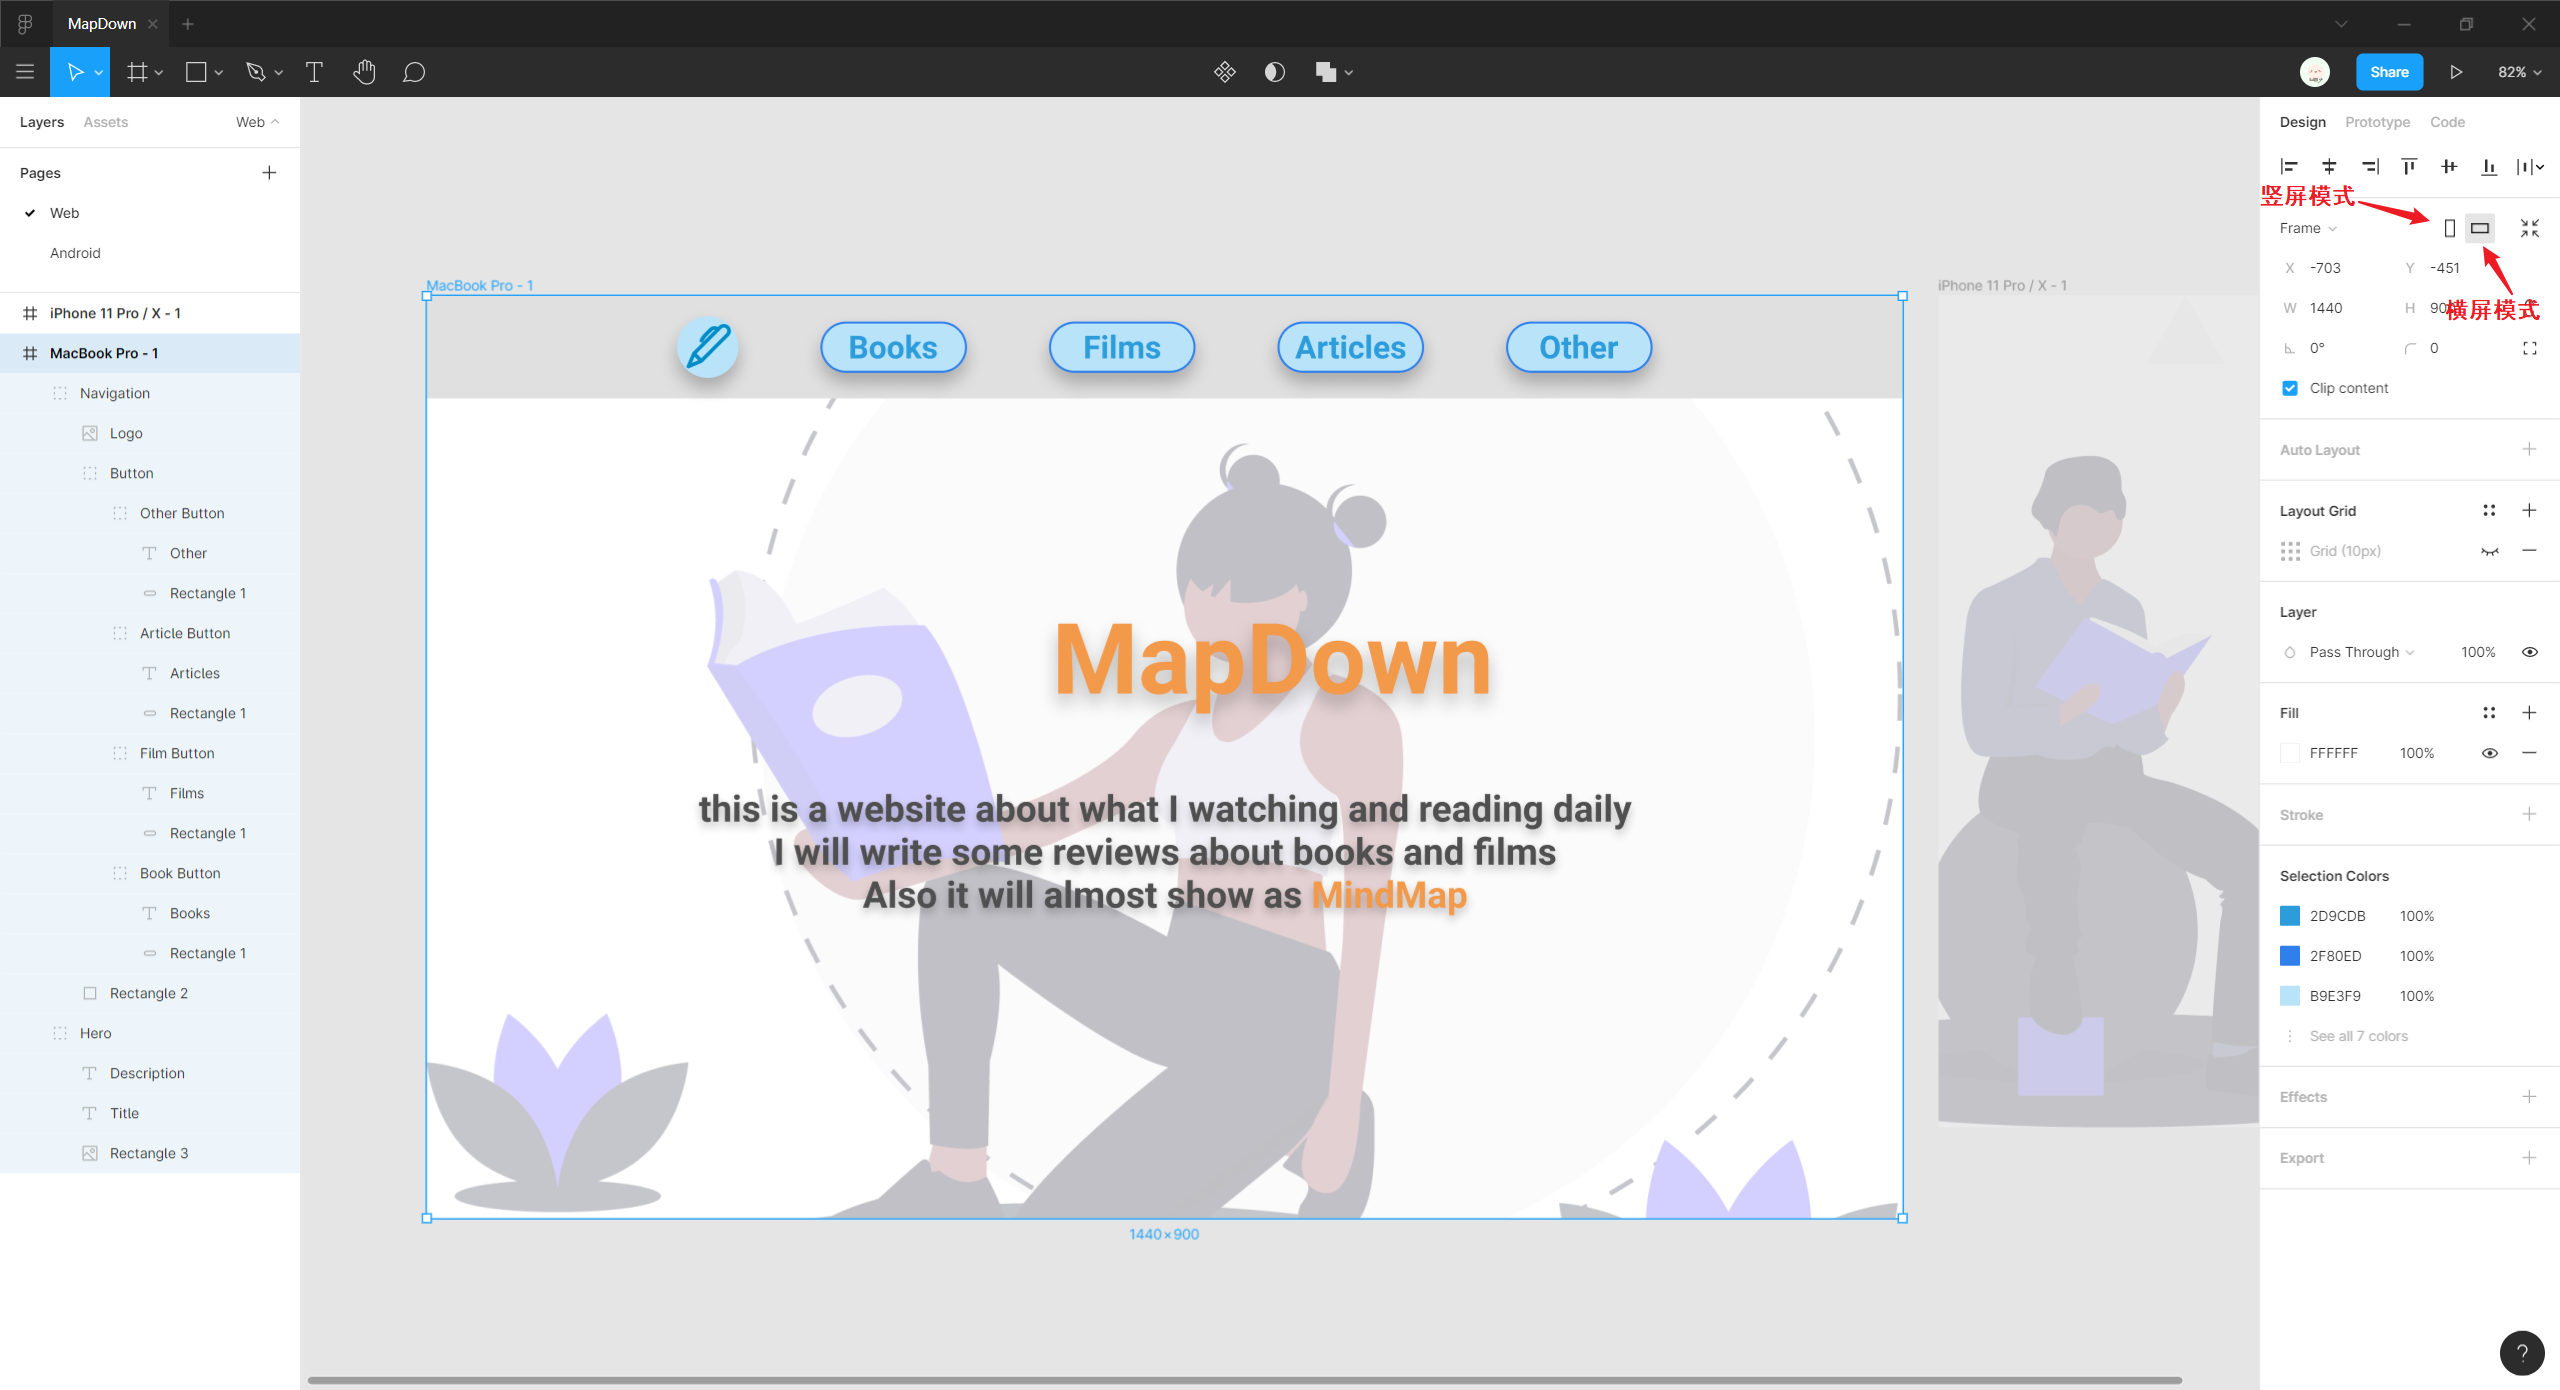 MapDown
Share
82%
Layers Assets Web
Pages
Web
Android
iPhone 11 Pro / X - 1
MacBook Pro - 1
Navigation
Logo
Button
Other Button
Other
Rectangle 1
Article Button
Articles
Rectangle 1
Film Button
Films
Rectangle 1
Book Button
Books
Rectangle 1
Rectangle 2
Hero
Description
Title
Rectangle 3
MacBook Pro - 1
Books Films Articles Other
MapDown
this is a website about what I watching and reading daily
I will write some reviews about books and films
Also it will almost show as MindMap
1440×900
iPhone 11 Pro / X - 1
Design Prototype Code
竖屏模式
Frame
X -703 Y -451
横屏模式
W 1440 H
0° 0
Clip content
Auto Layout
Layout Grid
Grid (10px)
Layer
Pass Through 100%
Fill
FFFFFF 100%
Stroke
Selection Colors
2D9CDB 100%
2F80ED 100%
B9E3F9 100%
See all 7 colors
Effects
Export
?